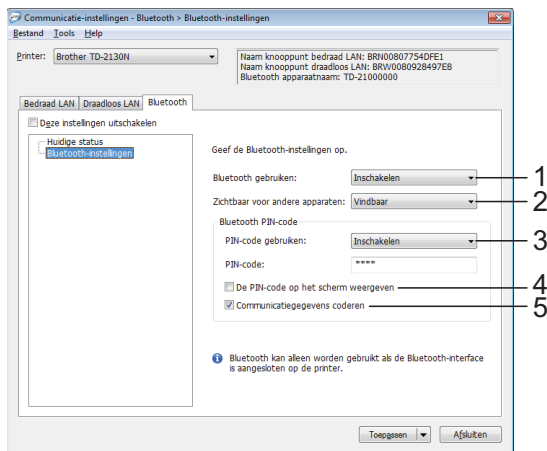 Communicatie-instellingen - Bluetooth > Bluetooth-instellingen
Bestand Tools Help
Printer: Brother TD-2130N
Naam knooppunt bedraad LAN: BRN00807754DFE1
Naam knooppunt draadloos LAN: BRW0080928497E8
Bluetooth apparaatnaam: TD-21000000
Bedraad LAN Draadloos LAN Bluetooth
Deze instellingen uitschakelen
Huidige status
Bluetooth-instellingen
Geef de Bluetooth-instellingen op.
Bluetooth gebruiken: Inschakelen 1
Zichtbaar voor andere apparaten: Vindbaar 2
Bluetooth PIN-code
PIN-code gebruiken: Inschakelen 3
PIN-code: ****
De PIN-code op het scherm weergeven 4
Communicatiegegevens coderen 5
Bluetooth kan alleen worden gebruikt als de Bluetooth-interface
is aangesloten op de printer.
Toepassen Afsluiten